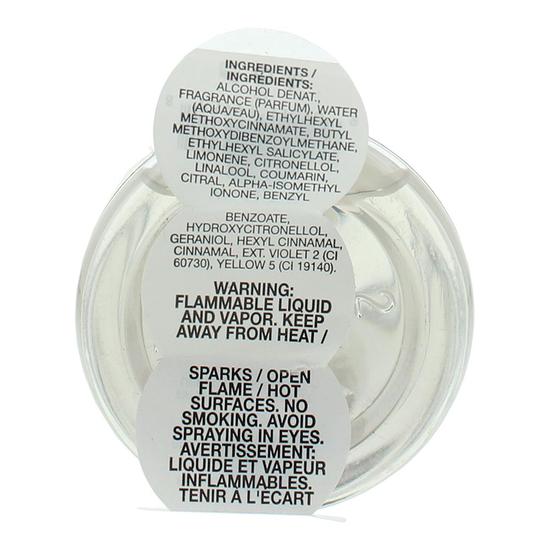 INGREDIENTS /
INGRÉDIENTS:
ALCOHOL DENAT.,
FRAGRANCE (PARFUM), WATER
(AQUA/EAU), ETHYLHEXYL
METHOXYCINNAMATE, BUTYL
METHOXYDIBENZOYLMETHANE,
ETHYLHEXYL SALICYLATE,
LIMONENE, CITRONELLOL,
LINALOOL, COUMARIN,
CITRAL, ALPHA-ISOMETHYL
IONONE, BENZYL
BENZOATE,
HYDROXYCITRONELLOL,
GERANIOL, HEXYL CINNAMAL,
CINNAMAL, EXT. VIOLET 2 (CI
60730), YELLOW 5 (CI 19140).
WARNING:
FLAMMABLE LIQUID
AND VAPOR. KEEP
AWAY FROM HEAT /
SPARKS / OPEN
FLAME / HOT
SURFACES. NO
SMOKING. AVOID
SPRAYING IN EYES.
AVERTISSEMENT:
LIQUIDE ET VAPEUR
INFLAMMABLES.
TENIR À L'ÉCART